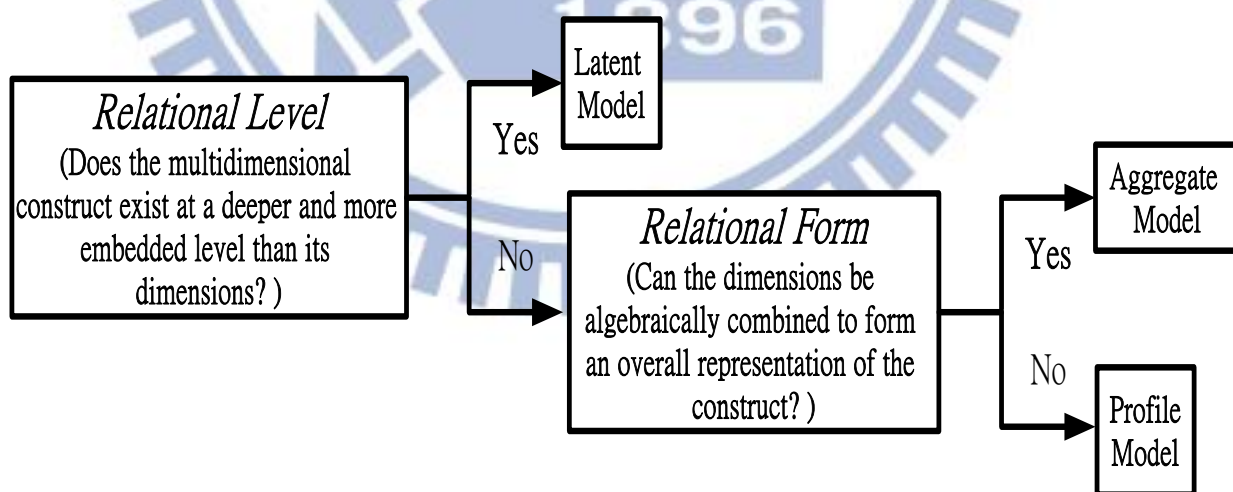 1896
Relational Level
(Does the multidimensional
construct exist at a deeper and more
embedded level than its
dimensions? )
Yes
No
Latent
Model
Relational Form
(Can the dimensions be
algebraically combined to form
an overall representation of the
construct? )
Yes
No
Aggregate
Model
Profile
Model